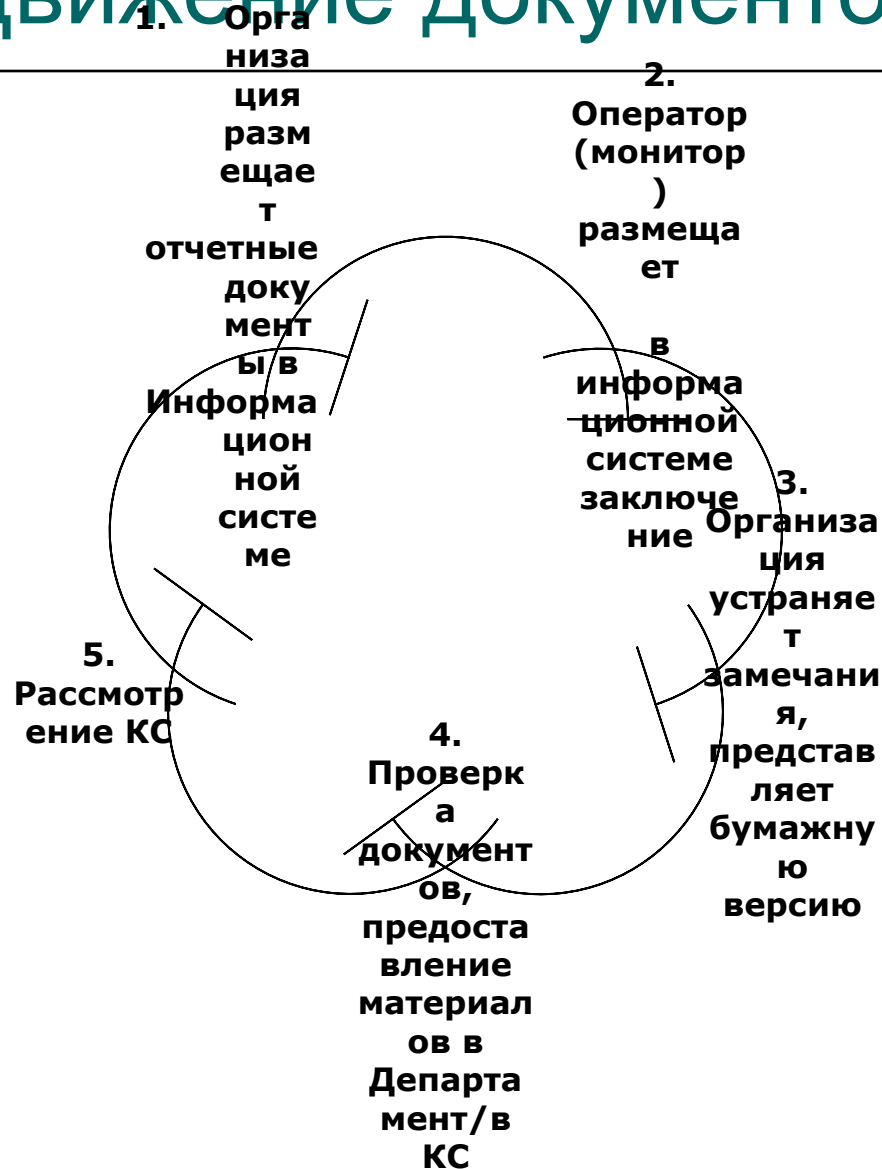 движение документо
1. Орга
низа
ция
разм
ещае
т
отчетные
доку
мент
ы в
Информа
цион
ной
систе
ме
2.
Оператор
(монитор
)
размеща
ет
в
информа
ционной
системе
заключе
ние
3.
Организа
ция
устраняе
т
замечани
я,
представ
ляет
бумажну
ю
версию
4.
Проверк
а
документ
ов,
предоста
вление
материал
ов в
Департа
мент/в
КС
5.
Рассмотр
ение КС